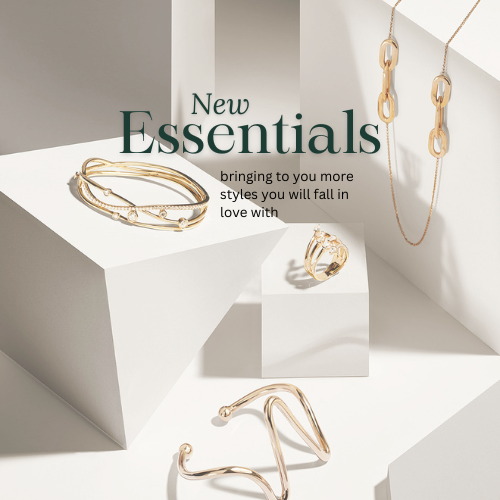 New
Essentials
bringing to you more
styles you will fall in
love with